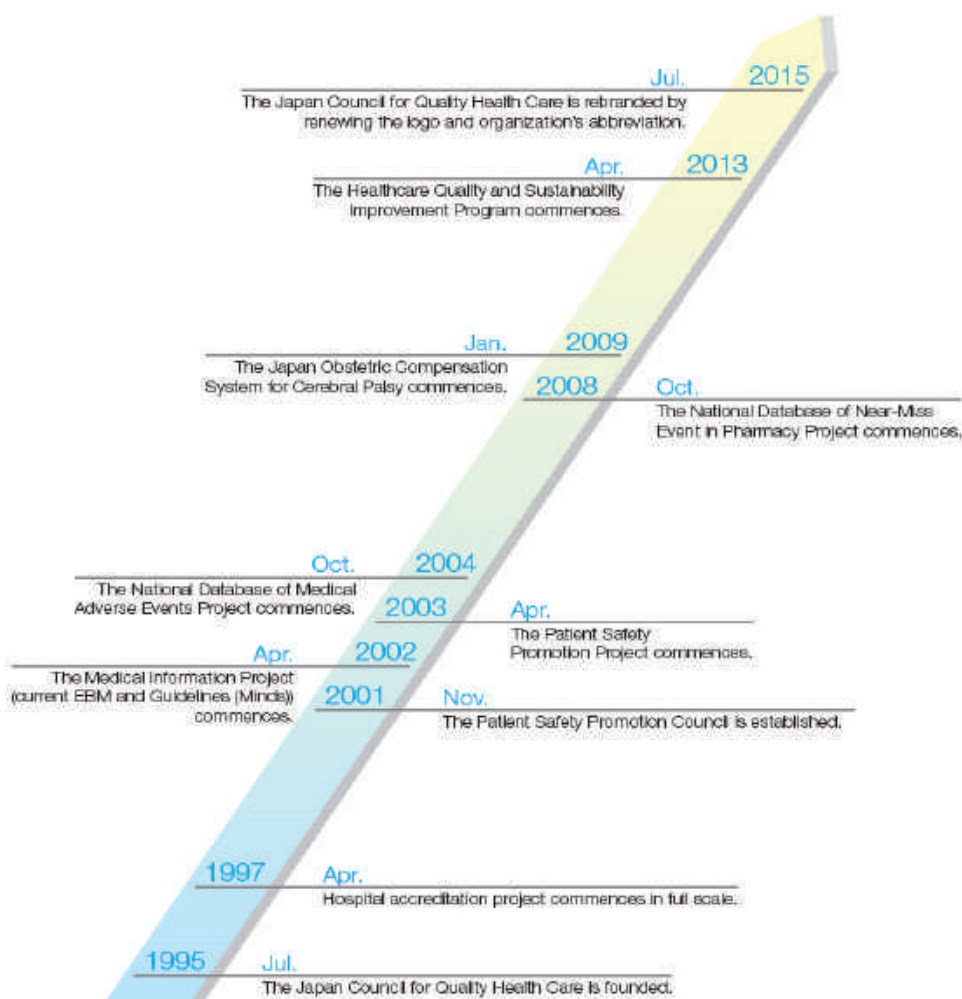 Jul. 2015
The Japan Council for Quality Health Care is rebranded by
renewing the logo and organization's abbreviation.
Apr. 2013
The Healthcare Quality and Sustainability
Improvement Program commences.
Jan. 2009
The Japan Obstetric Compensation
System for Cerebral Palsy commences.
2008 Oct.
The National Database of Near-Miss
Event in Pharmacy Project commences.
Oct. 2004
The National Database of Medical
Adverse Events Project commences.
2003 Apr.
The Patient Safety
Promotion Project commences.
Apr. 2002
The Medical Information Project
(current EBM and Guidelines (Minds))
commences.
2001 Nov.
The Patient Safety Promotion Council is established.
1997 Apr.
Hospital accreditation project commences in full scale.
1995 Jul.
The Japan Council for Quality Health Care is founded.